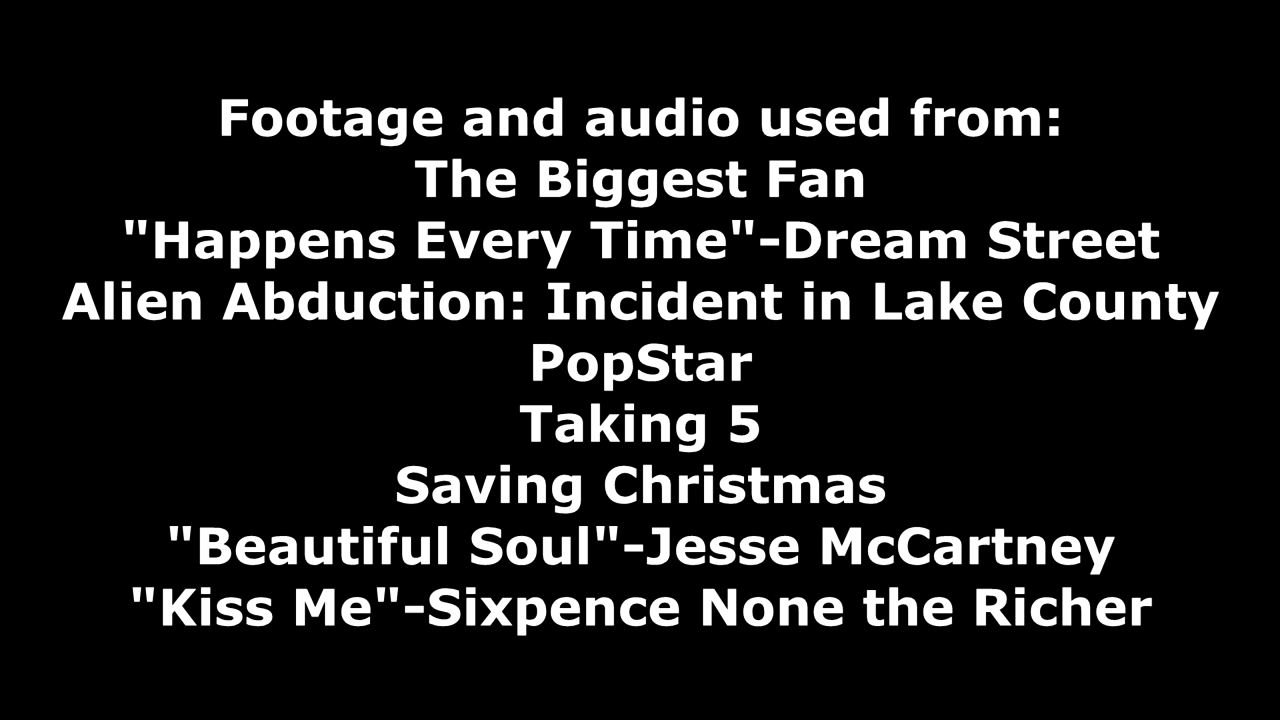 Footage and audio used from:
The Biggest Fan
"Happens Every Time"-Dream Street
Alien Abduction: Incident in Lake County
PopStar
Taking 5
Saving Christmas
"Beautiful Soul"-Jesse McCartney
"Kiss Me"-Sixpence None the Richer